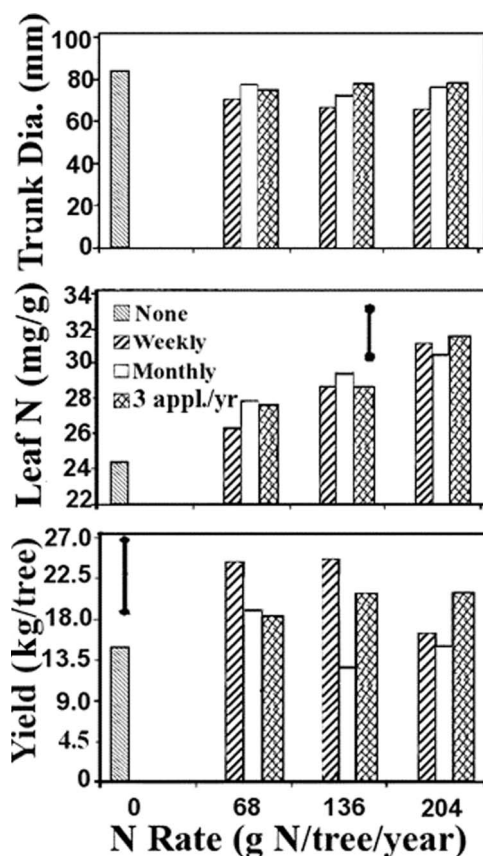 Trunk Dia. (mm)
100
80
60
40
20
0
Leaf N (mg/g)
34
32
30
28
26
24
22
None
Weekly
Monthly
3 appl./yr
Yield (kg/tree)
27.0
22.5
18.0
13.5
9.0
4.5
0
0 68 136 204
N Rate (g N/tree/year)